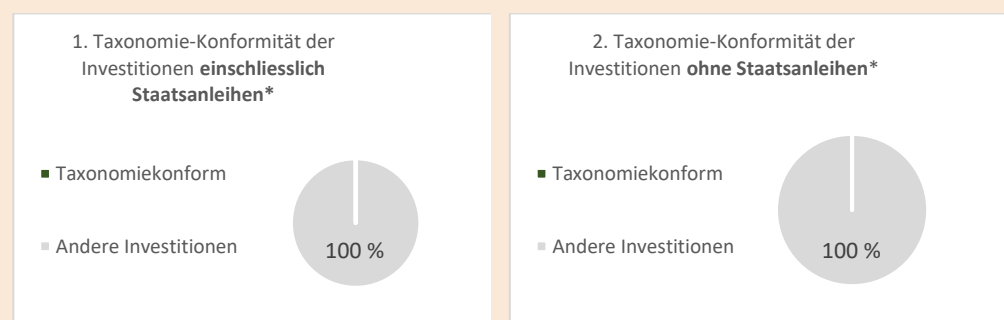 1. Taxonomie-Konformität der
Investitionen einschliesslich
Staatsanleihen*
Taxonomiekonform
Andere Investitionen
100 %
2. Taxonomie-Konformität der
Investitionen ohne Staatsanleihen*
Taxonomiekonform
Andere Investitionen
100 %